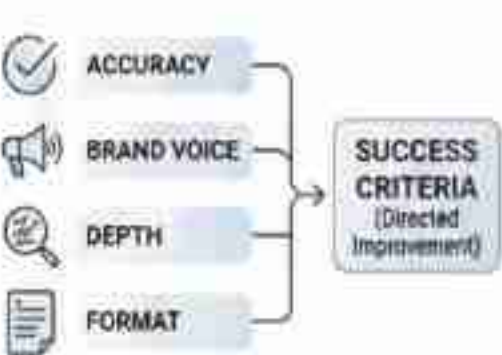 ACCURACY
BRAND VOICE
DEPTH
FORMAT
SUCCESS
CRITERIA
(Directed
Improvement)